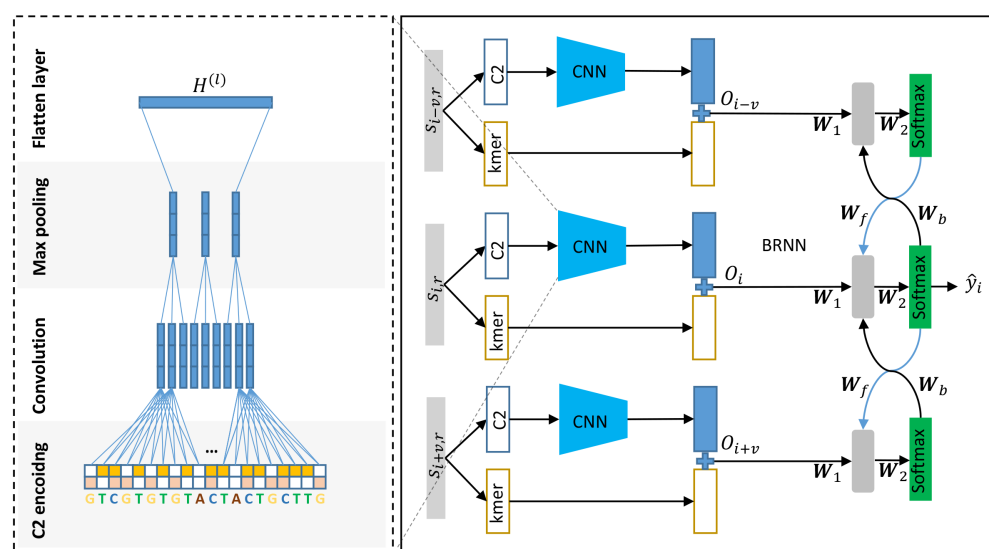 Flatten layer
H^{(l)}
Max pooling
Convolution
C2 encoidng
...
GTCGTGTGTACTACTGCTTG
s_{i-v,r}
C2
CNN
kmer
O_{i-v}
W_1
W_2
Softmax
W_f
W_b
s_{i,r}
C2
CNN
kmer
O_i
BRNN
W_1
W_2
Softmax
ŷ_i
W_f
W_b
s_{i+v,r}
C2
CNN
kmer
O_{i+v}
W_1
W_2
Softmax